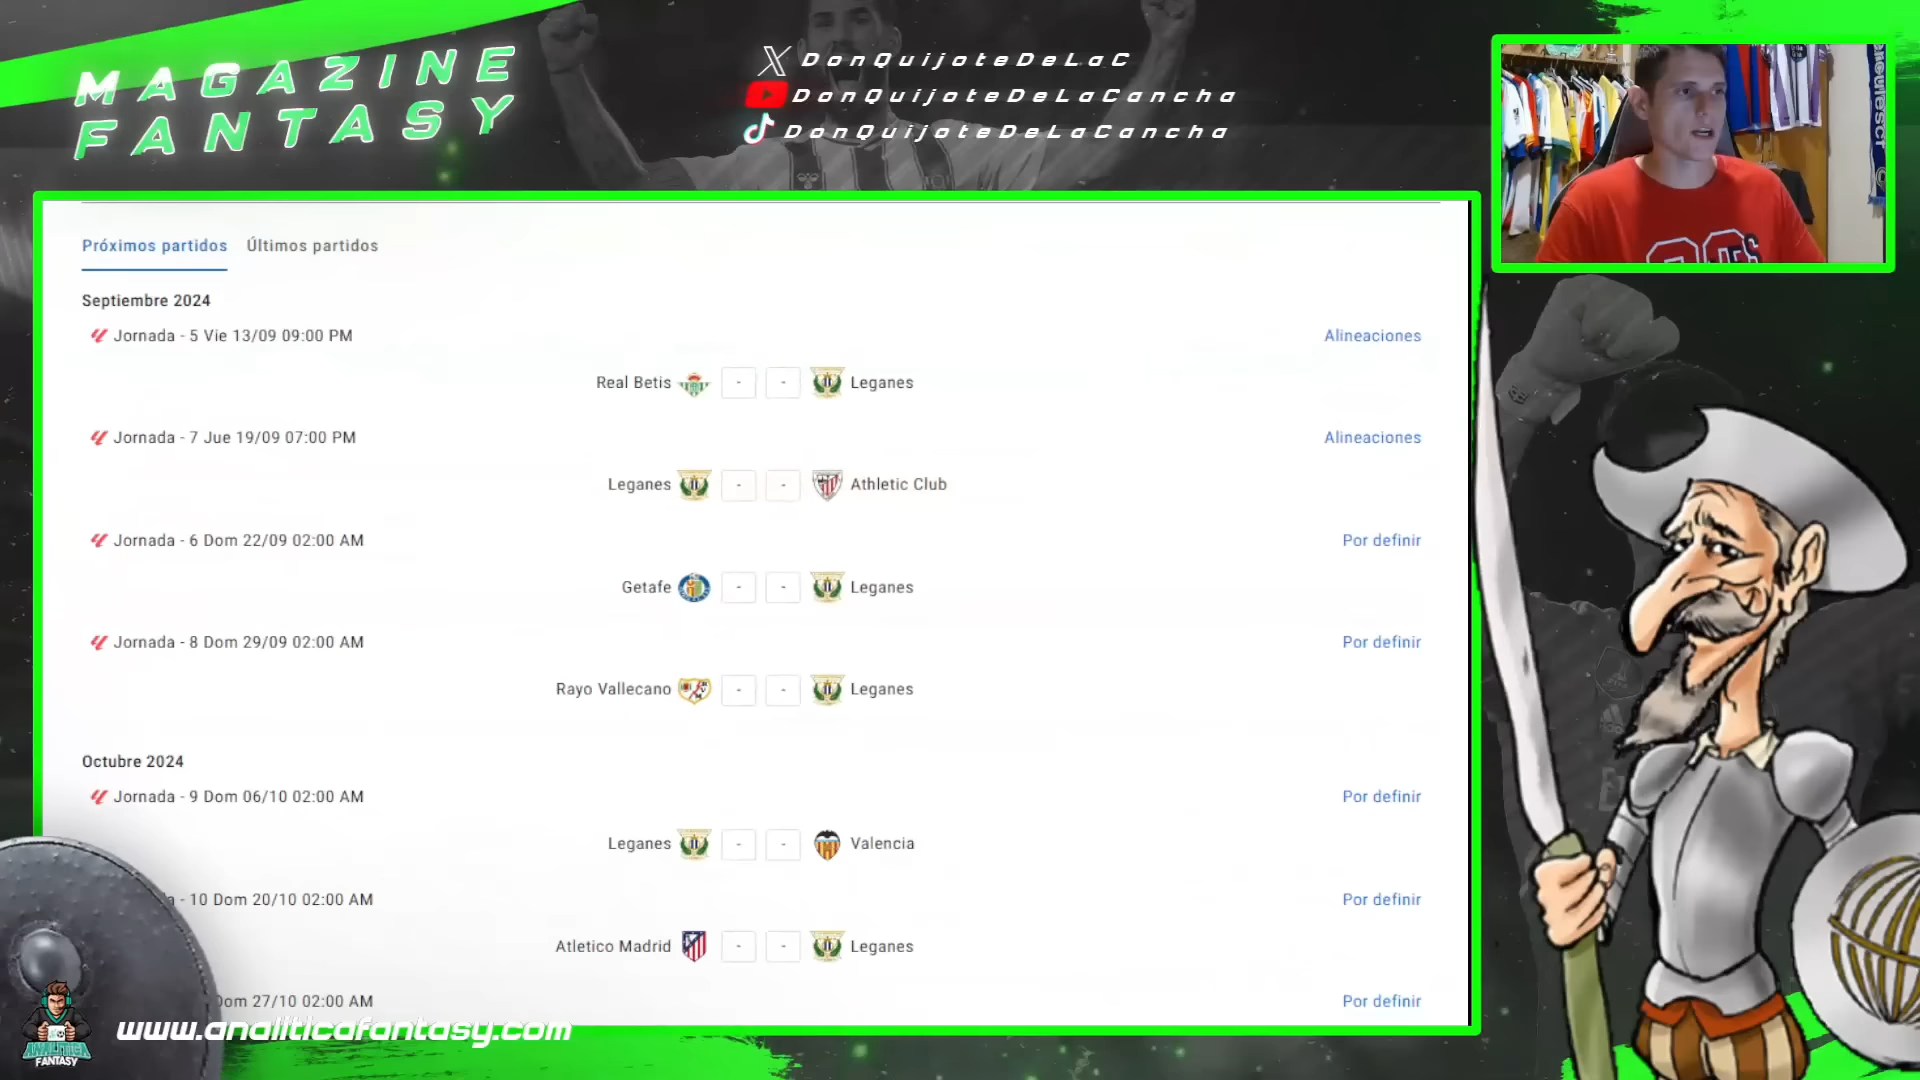 MAGAZINE
FANTASY
DonQuijoteDeLaC
DonQuijoteDeLaCancha
DonQuijoteDeLaCancha
Próximos partidos Últimos partidos
Septiembre 2024
Jornada - 5 Vie 13/09 09:00 PM Alineaciones
Real Betis - - Leganes
Jornada - 7 Jue 19/09 07:00 PM Alineaciones
Leganes - - Athletic Club
Jornada - 6 Dom 22/09 02:00 AM Por definir
Getafe - - Leganes
Jornada - 8 Dom 29/09 02:00 AM Por definir
Rayo Vallecano - - Leganes
Octubre 2024
Jornada - 9 Dom 06/10 02:00 AM Por definir
Leganes - - Valencia
- 10 Dom 20/10 02:00 AM Por definir
Atletico Madrid - - Leganes
Dom 27/10 02:00 AM Por definir
ANALITICA
FANTASY
www.analiticafantasy.com